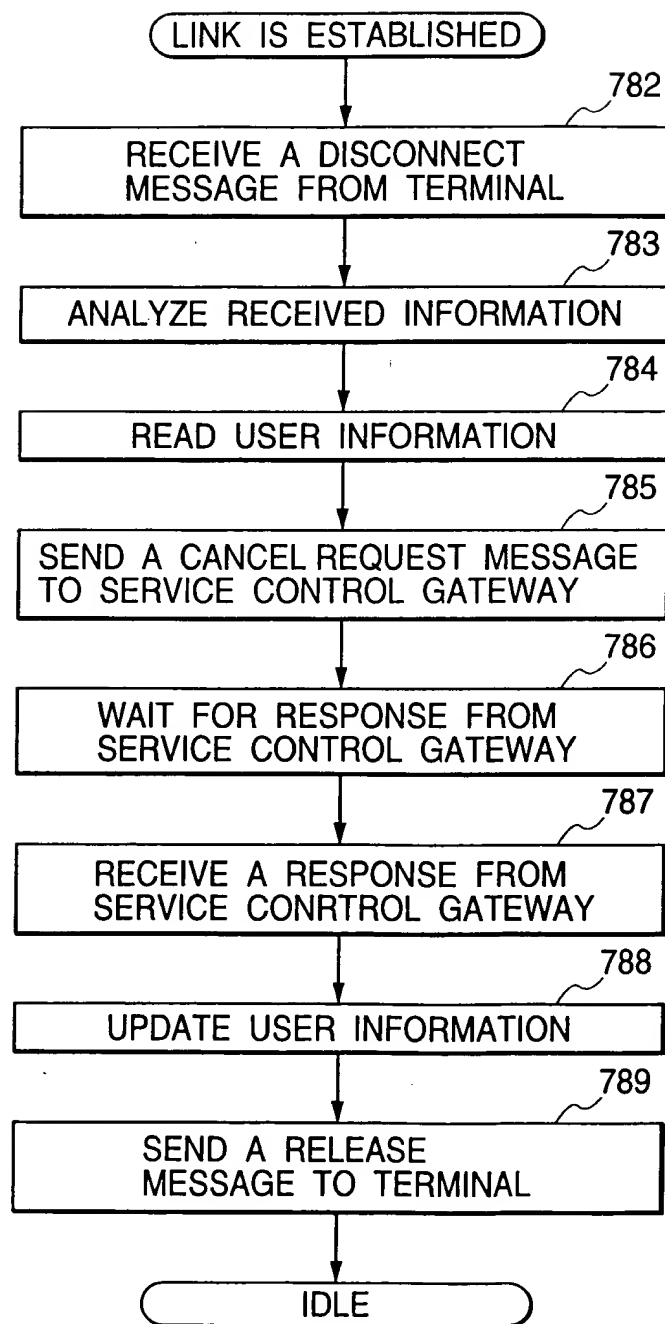 LINK IS ESTABLISHED
782
RECEIVE A DISCONNECT
MESSAGE FROM TERMINAL
783
ANALYZE RECEIVED INFORMATION
784
READ USER INFORMATION
785
SEND A CANCEL REQUEST MESSAGE
TO SERVICE CONTROL GATEWAY
786
WAIT FOR RESPONSE FROM
SERVICE CONTROL GATEWAY
787
RECEIVE A RESPONSE FROM
SERVICE CONRTROL GATEWAY
788
UPDATE USER INFORMATION
789
SEND A RELEASE
MESSAGE TO TERMINAL
IDLE